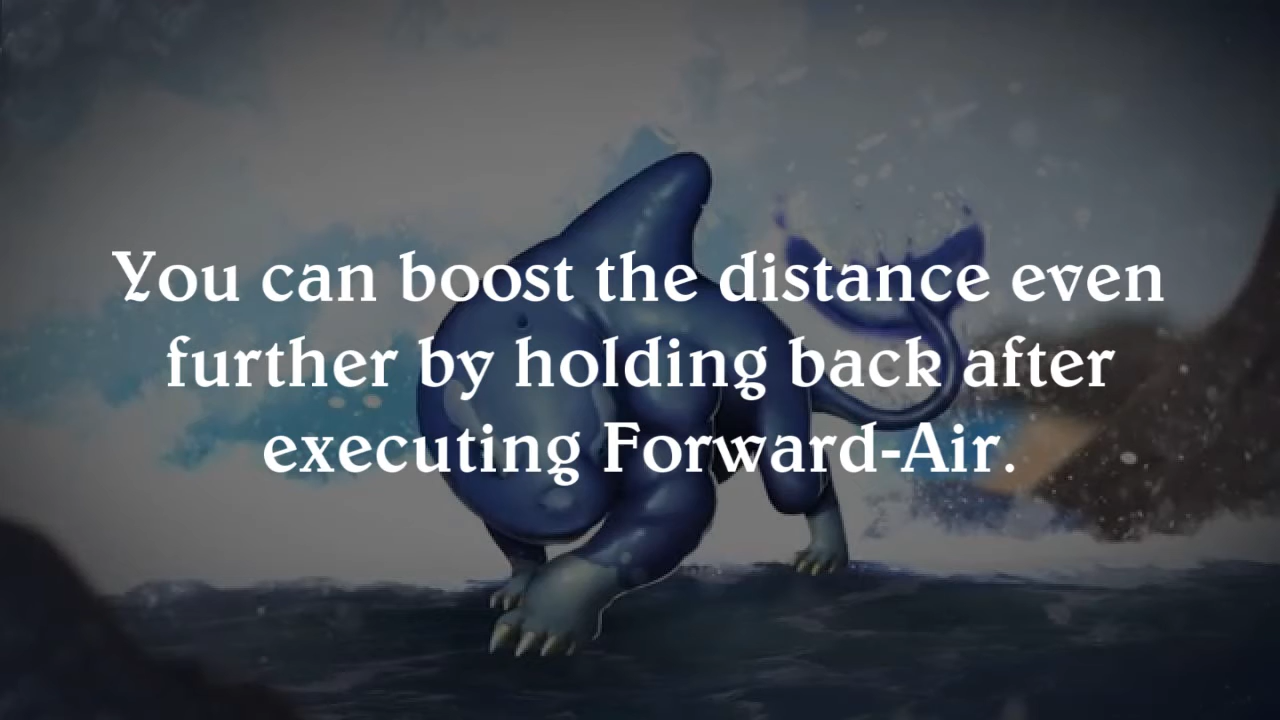 You can boost the distance even
further by holding back after
executing Forward-Air.